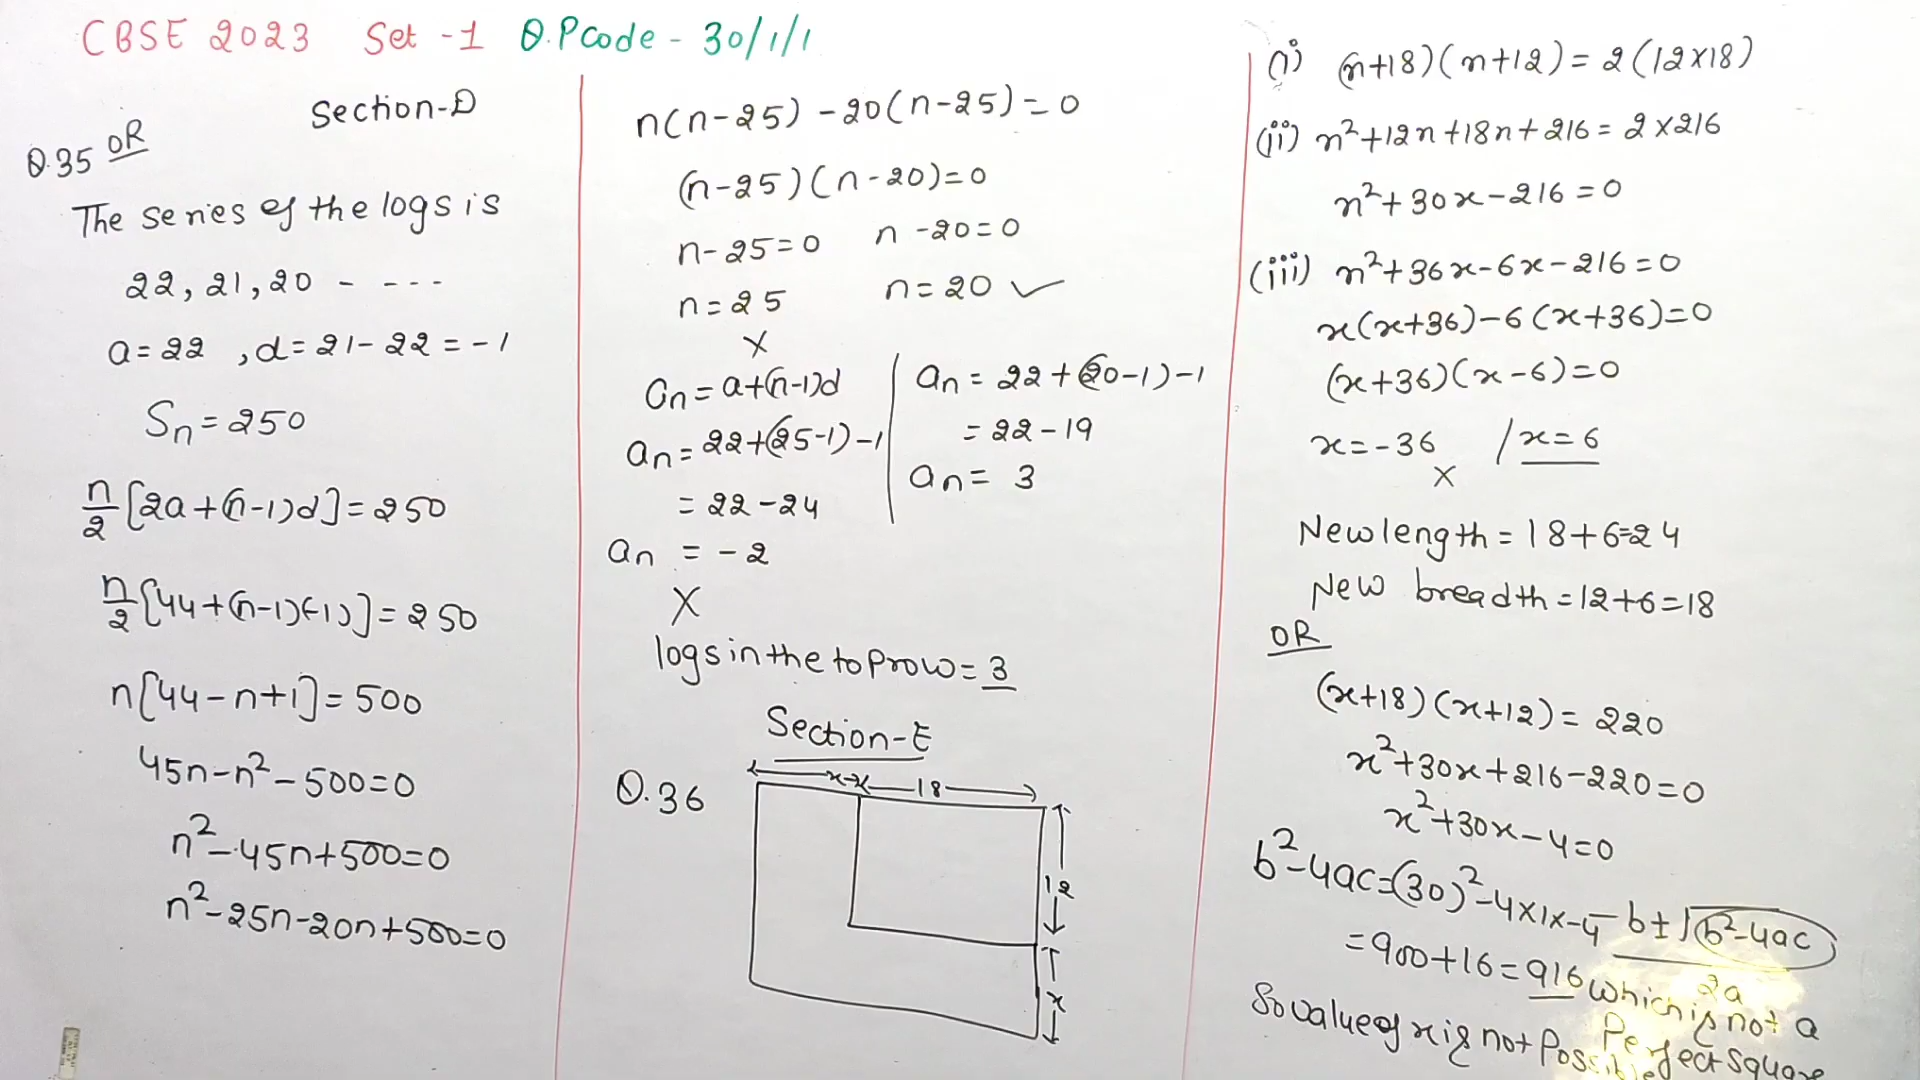 CBSE 2023 Set -1 Q.P Code - 30/1/1
Section-D
Q.35 OR
The series of the logs is
22, 21, 20 - - - -
a = 22 , d = 21 - 22 = -1
Sn = 250
n/2 [2a + (n-1)d] = 250
n/2 [44 + (n-1)(-1)] = 250
n[44 - n + 1] = 500
45n - n² - 500 = 0
n² - 45n + 500 = 0
n² - 25n - 20n + 500 = 0
n(n-25) - 20(n-25) = 0
(n-25)(n-20) = 0
n - 25 = 0 n - 20 = 0
n = 25 n = 20 ✓
X
an = a + (n-1)d
an = 22 + (25-1) - 1
= 22 - 24
an = -2
X
an = 22 + (20-1) - 1
= 22 - 19
an = 3
logs in the top row = 3
Section-E
Q.36
x 18
12
x
(i) (x+18)(x+12) = 2(12×18)
(ii) x² + 12x + 18x + 216 = 2×216
x² + 30x - 216 = 0
(iii) x² + 36x - 6x - 216 = 0
x(x+36) - 6(x+36) = 0
(x+36)(x-6) = 0
x = -36 / x = 6
X
New length = 18+6=24
New breadth = 12+6=18
OR
(x+18)(x+12) = 220
x² + 30x + 216 - 220 = 0
x² + 30x - 4 = 0
b² - 4ac = (30)² - 4×1×-4
-b ± √b² - 4ac
2a
= 900 + 16 = 916 which is not a
Perfect square
So value of x is not Possible